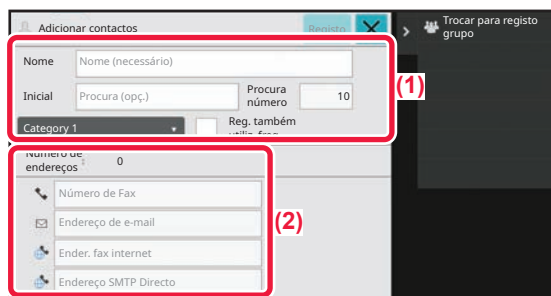 Adicionar contactos
Registo
Trocar para registo
grupo
Nome
Nome (necessário)
Inicial
Procura (opç.)
Procura
número
10
(1)
Category 1
Reg. também
utiliz. freq.
Número de
endereços
:
0
Número de Fax
Endereço de e-mail
(2)
Ender. fax internet
Endereço SMTP Directo